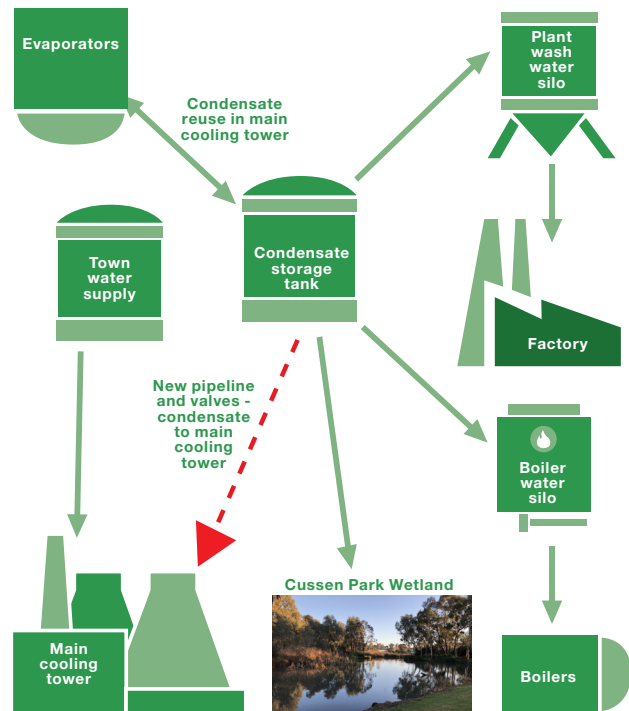 Evaporators
Plant
wash
water
silo
Condensate
reuse in main
cooling tower
Town
water
supply
Condensate
storage
tank
Factory
New pipeline
and valves -
condensate
to main
cooling
tower
Boiler
water
silo
Cussen Park Wetland
Main
cooling
tower
Boilers